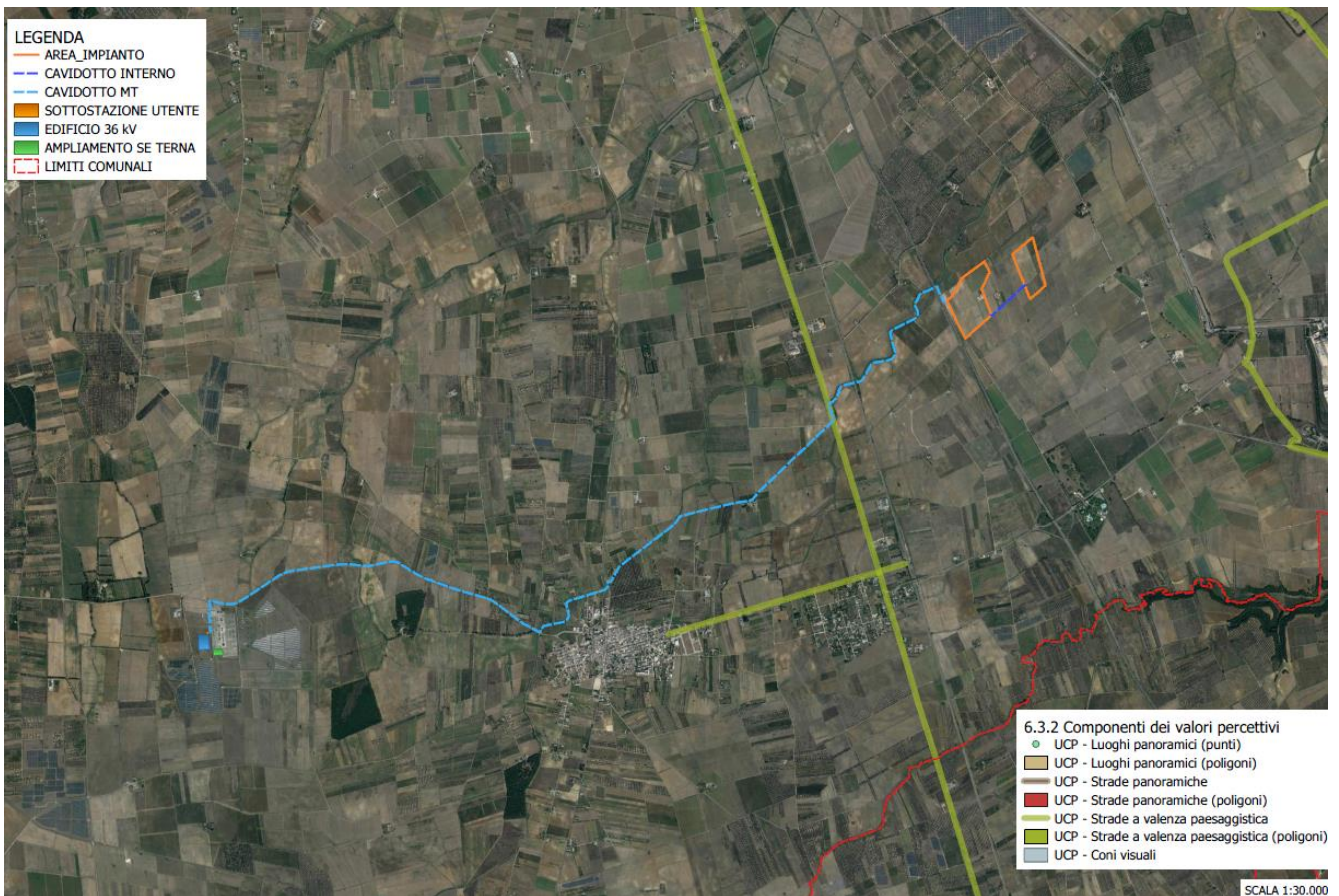 LEGENDA
AREA_IMPIANTO
CAVIDOTTO INTERNO
CAVIDOTTO MT
SOTTOSTAZIONE UTENTE
EDIFICIO 36 kV
AMPLIAMENTO SE TERNA
LIMITI COMUNALI
6.3.2 Componenti dei valori percettivi
UCP - Luoghi panoramici (punti)
UCP - Luoghi panoramici (poligoni)
UCP - Strade panoramiche
UCP - Strade panoramiche (poligoni)
UCP - Strade a valenza paesaggistica
UCP - Strade a valenza paesaggistica (poligoni)
UCP - Coni visuali
SCALA 1:30.000